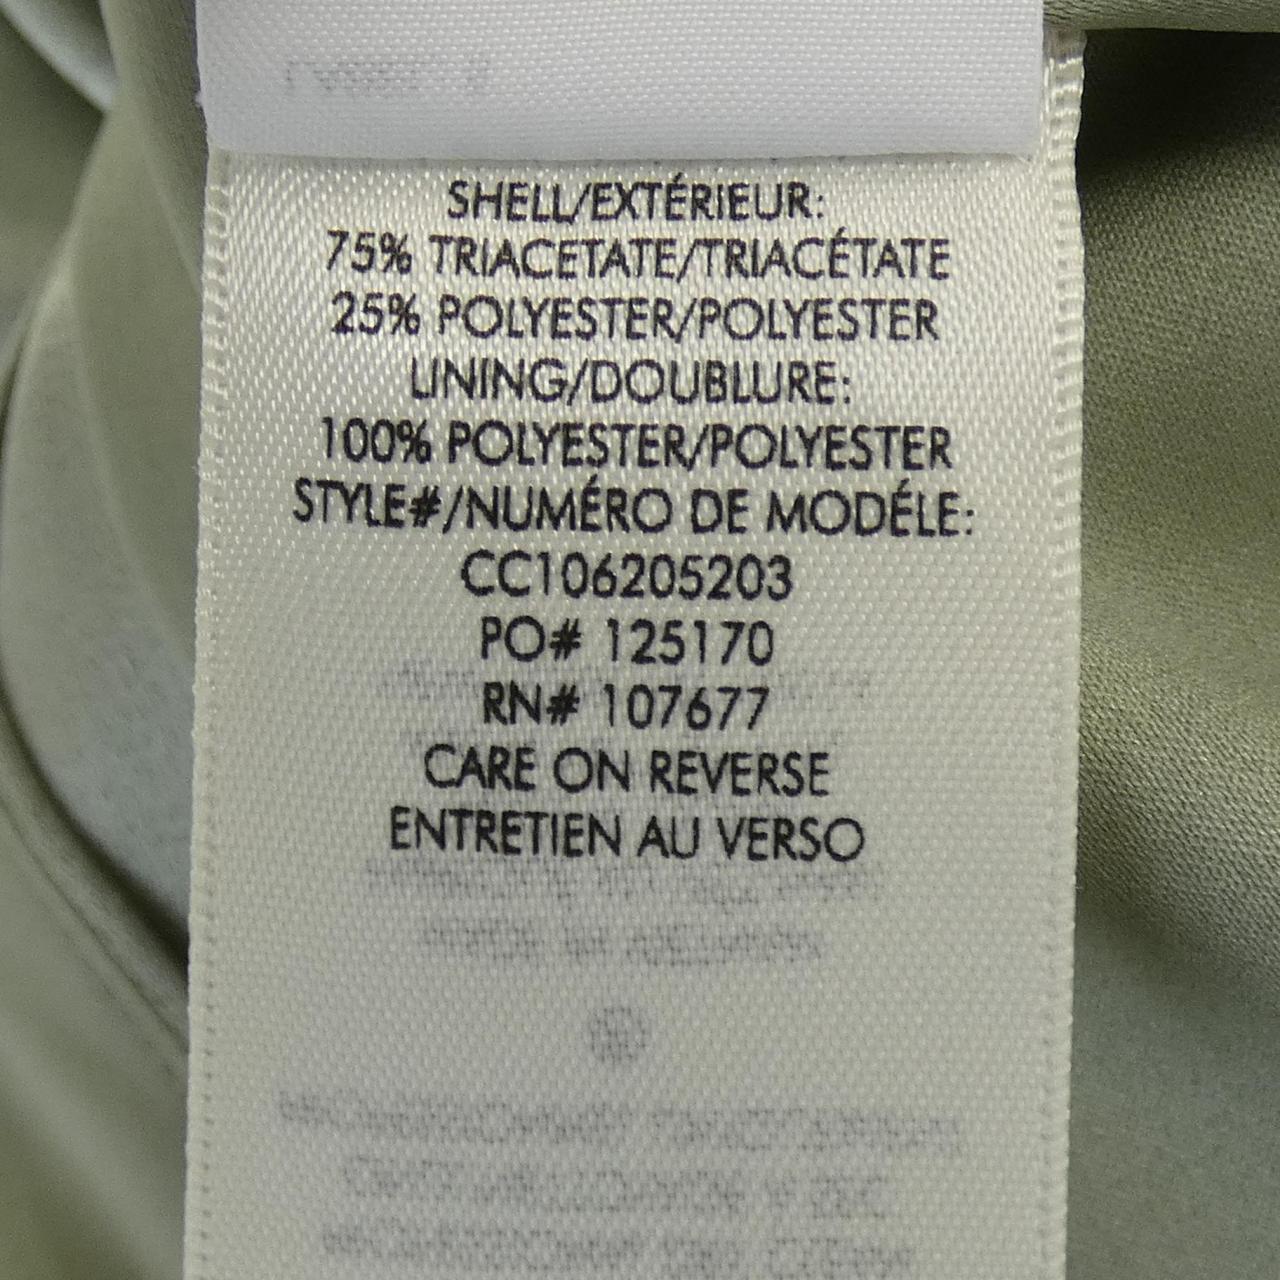 SHELL/EXTÉRIEUR:
75% TRIACETATE/TRIACÉTATE
25% POLYESTER/POLYESTER
LINING/DOUBLURE:
100% POLYESTER/POLYESTER
STYLE#/NUMÉRO DE MODÉLE:
CC106205203
PO# 125170
RN# 107677
CARE ON REVERSE
ENTRETIEN AU VERSO